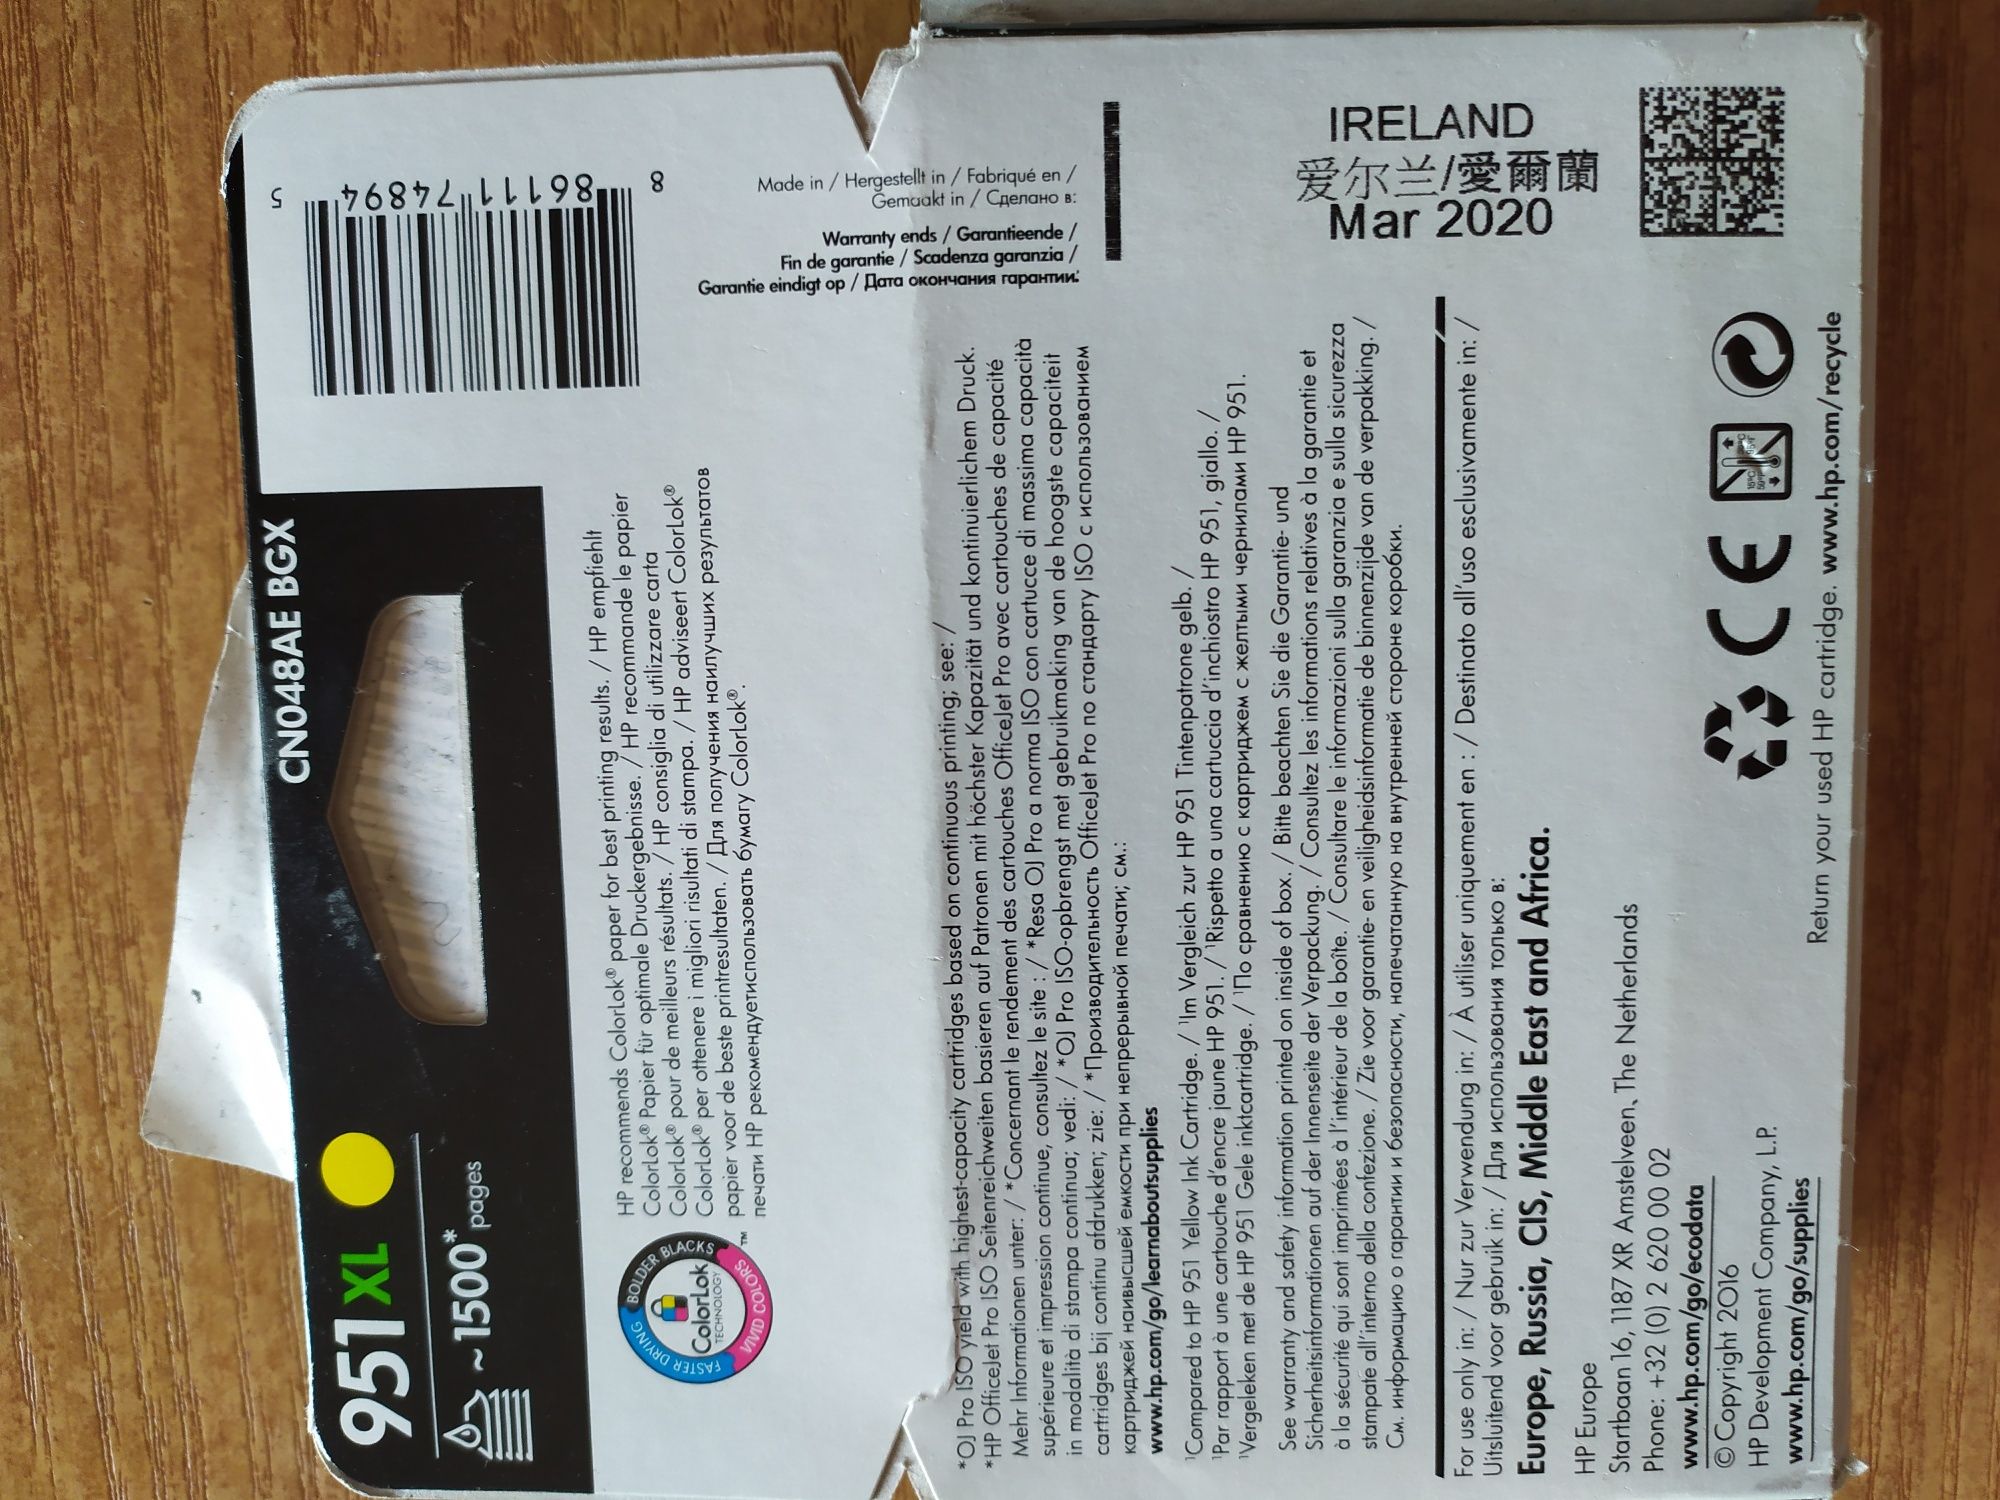 CN048AE BGX
951XL
~1500*
pages
8 86111 74894 5
BOLDER BLACKS
FASTER DRYING
VIVID COLORS
ColorLok
TECHNOLOGY
™
HP recommends ColorLok® paper for best printing results. / HP empfiehlt
ColorLok® Papier für optimale Druckergebnisse. / HP recommande le papier
ColorLok® pour de meilleurs résultats. / HP consiglia di utilizzare carta
ColorLok® per ottenere i migliori risultati di stampa. / HP adviseert ColorLok®
papier voor de beste printresultaten. / Для получения наилучших результатов
печати HP рекомендуетиспользовать бумагу ColorLok®.
Made in / Hergestellt in / Fabriqué en /
Gemaakt in / Сделано в:
Warranty ends / Garantieende /
Fin de garantie / Scadenza garanzia /
Garantie eindigt op / Дата окончания гарантии:
IRELAND
爱尔兰/愛爾蘭
Mar 2020
*OJ Pro ISO yield with highest-capacity cartridges based on continuous printing; see: /
*HP OfficeJet Pro ISO Seitenreichweiten basieren auf Patronen mit höchster Kapazität und kontinuierlichem Druck.
Mehr Informationen unter: / *Concernant le rendement des cartouches OfficeJet Pro avec cartouches de capacité
supérieure et impression continue, consultez le site : / *Resa OJ Pro a norma ISO con cartucce di massima capacità
in modalità di stampa continua; vedi: / *OJ Pro ISO-opbrengst met gebruikmaking van de hoogste capaciteit
cartridges bij continu afdrukken; zie: / *Производительность OfficeJet Pro по стандарту ISO с использованием
картриджей наивысшей емкости при непрерывной печати; см.:
www.hp.com/go/learnaboutsupplies
¹Compared to HP 951 Yellow Ink Cartridge. / ¹Im Vergleich zur HP 951 Tintenpatrone gelb. /
¹Par rapport à une cartouche d'encre jaune HP 951. / ¹Rispetto a una cartuccia d'inchiostro HP 951, giallo. /
¹Vergeleken met de HP 951 Gele inktcartridge. / ¹По сравнению с картриджем с желтыми чернилами HP 951.
See warranty and safety information printed on inside of box. / Bitte beachten Sie die Garantie- und
Sicherheitsinformationen auf der Innenseite der Verpackung. / Consultez les informations relatives à la garantie et
à la sécurité qui sont imprimées à l'intérieur de la boîte. / Consultare le informazioni sulla garanzia e sulla sicurezza
stampate all'interno della confezione. / Zie voor garantie- en veiligheidsinformatie de binnenzijde van de verpakking. /
См. информацию о гарантии и безопасности, напечатанную на внутренней стороне коробки.
For use only in: / Nur zur Verwendung in: / À utiliser uniquement en : / Destinato all'uso esclusivamente in: /
Uitsluitend voor gebruik in: / Для использования только в:
Europe, Russia, CIS, Middle East and Africa.
HP Europe
Startbaan 16, 1187 XR Amstelveen, The Netherlands
Phone: +32 (0) 2 620 00 02
www.hp.com/go/ecodata
© Copyright 2016
HP Development Company, L.P.
www.hp.com/go/supplies
CE
Return your used HP cartridge. www.hp.com/recycle